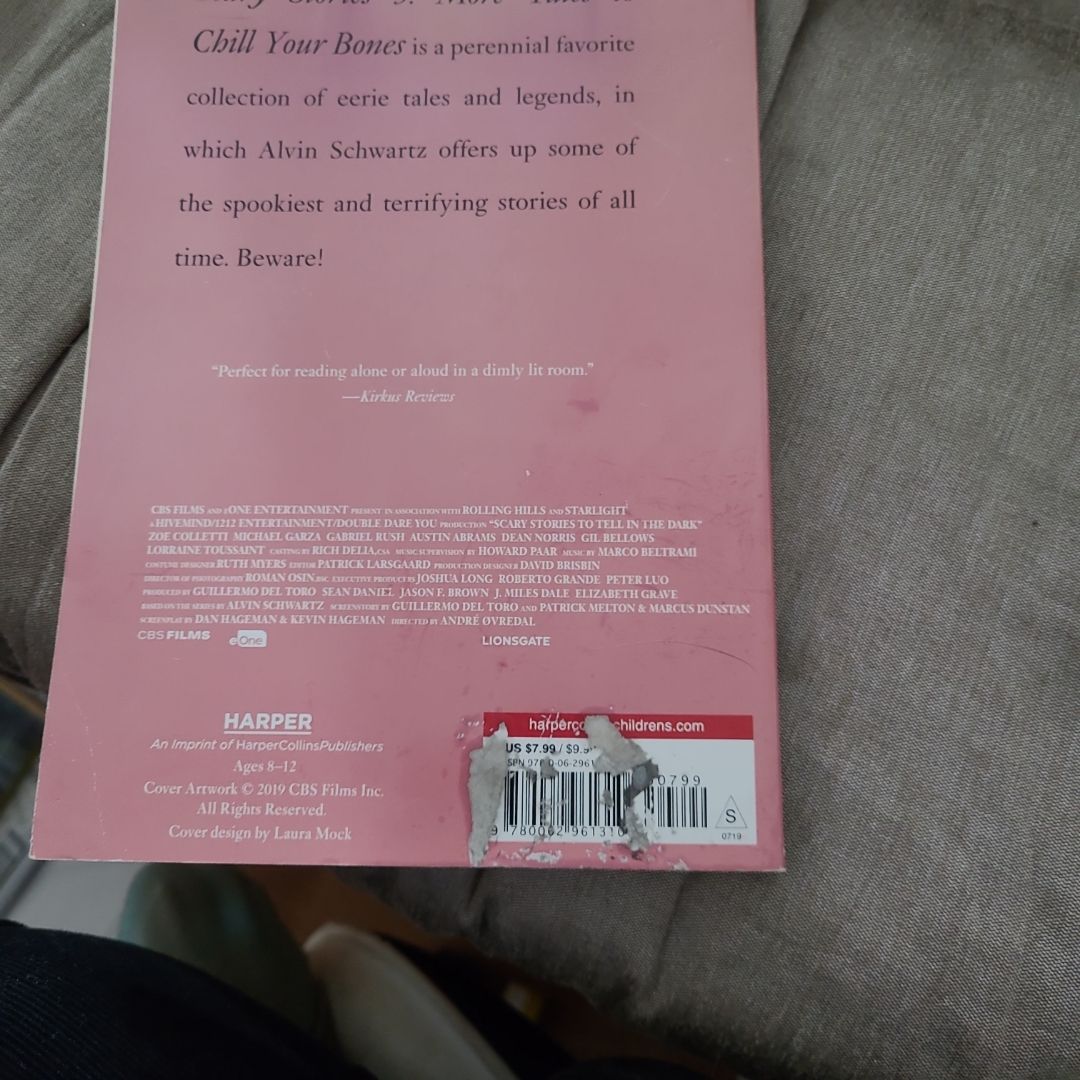 Chill Your Bones is a perennial favorite
collection of eerie tales and legends, in
which Alvin Schwartz offers up some of
the spookiest and terrifying stories of all
time. Beware!
“Perfect for reading alone or aloud in a dimly lit room.”
—Kirkus Reviews
CBS FILMS AND eONE ENTERTAINMENT PRESENT IN ASSOCIATION WITH ROLLING HILLS AND STARLIGHT
A HIVEMIND/1212 ENTERTAINMENT/DOUBLE DARE YOU PRODUCTION “SCARY STORIES TO TELL IN THE DARK”
ZOE COLLETTI MICHAEL GARZA GABRIEL RUSH AUSTIN ABRAMS DEAN NORRIS GIL BELLOWS
LORRAINE TOUSSAINT CASTING BY RICH DELIA, CSA MUSIC SUPERVISION BY HOWARD PAAR MUSIC BY MARCO BELTRAMI
COSTUME DESIGNER RUTH MYERS EDITOR PATRICK LARSGAARD PRODUCTION DESIGNER DAVID BRISBIN
DIRECTOR OF PHOTOGRAPHY ROMAN OSIN, BSC EXECUTIVE PRODUCERS JOSHUA LONG ROBERTO GRANDE PETER LUO
PRODUCED BY GUILLERMO DEL TORO SEAN DANIEL JASON F. BROWN J. MILES DALE ELIZABETH GRAVE
BASED ON THE SERIES BY ALVIN SCHWARTZ SCREEN STORY BY GUILLERMO DEL TORO AND PATRICK MELTON & MARCUS DUNSTAN
SCREENPLAY BY DAN HAGEMAN & KEVIN HAGEMAN DIRECTED BY ANDRÉ ØVREDAL
CBS FILMS eOne LIONSGATE
HARPER
An Imprint of HarperCollinsPublishers
Ages 8–12
Cover Artwork © 2019 CBS Films Inc.
All Rights Reserved.
Cover design by Laura Mock
US $7.99
0799
S
0719